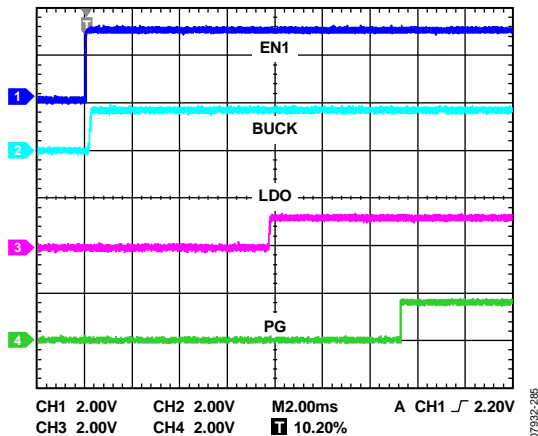 T
EN1
1
BUCK
2
LDO
3
PG
4
CH1 2.00V CH2 2.00V M2.00ms A CH1 2.20V
CH3 2.00V CH4 2.00V T 10.20%
07932-285